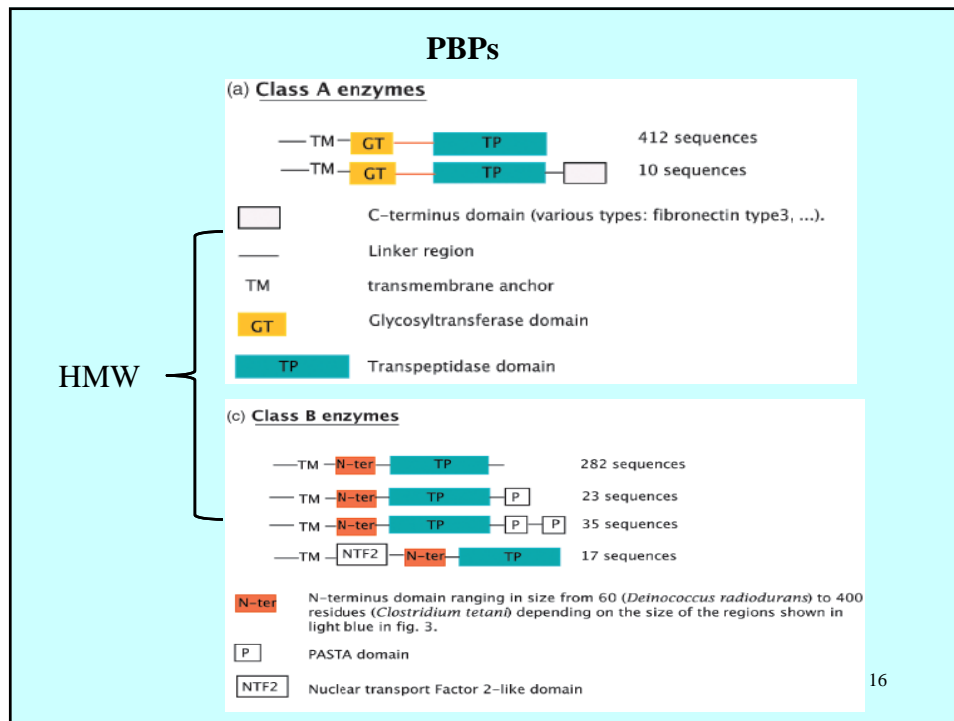 PBPs
(a) Class A enzymes
TM GT TP 412 sequences
TM GT TP 10 sequences
C-terminus domain (various types: fibronectin type3, ...).
Linker region
TM transmembrane anchor
GT Glycosyltransferase domain
TP Transpeptidase domain
HMW
(c) Class B enzymes
TM N-ter TP 282 sequences
TM N-ter TP P 23 sequences
TM N-ter TP P P 35 sequences
TM NTF2 N-ter TP 17 sequences
N-ter N-terminus domain ranging in size from 60 (Deinococcus radiodurans) to 400
residues (Clostridium tetani) depending on the size of the regions shown in
light blue in fig. 3.
P PASTA domain
NTF2 Nuclear transport Factor 2-like domain
16